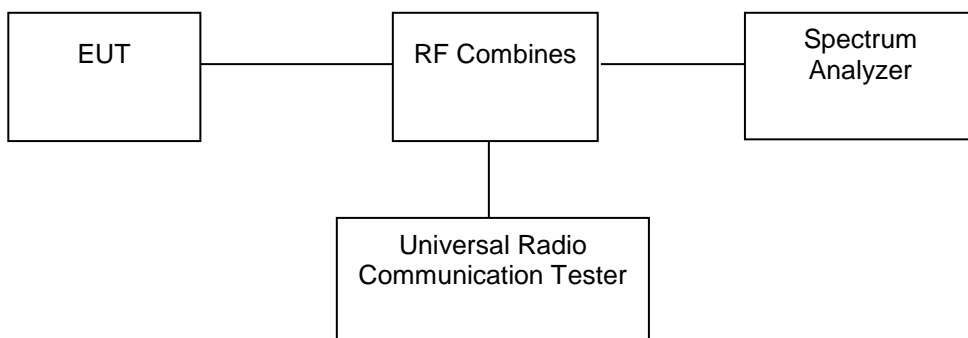 EUT
RF Combines
Spectrum
Analyzer
Universal Radio
Communication Tester